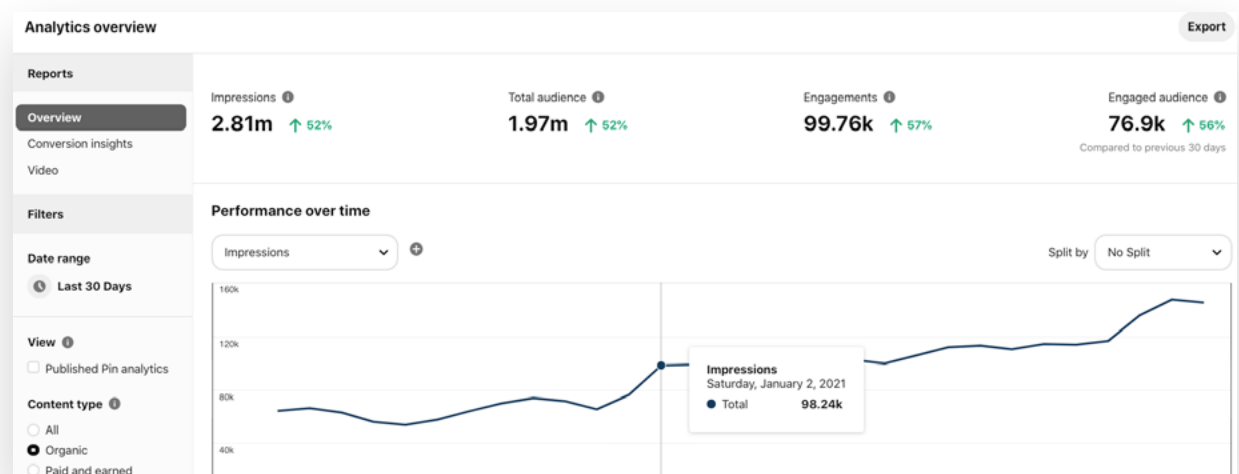 Analytics overview
Export
Reports
Overview
Conversion insights
Video
Filters
Date range
Last 30 Days
View
Published Pin analytics
Content type
All
Organic
Paid and earned
Impressions
2.81m 52%
Total audience
1.97m 52%
Engagements
99.76k 57%
Engaged audience
76.9k 56%
Compared to previous 30 days
Performance over time
Impressions
Split by No Split
160k
120k
80k
40k
Impressions
Saturday, January 2, 2021
Total 98.24k